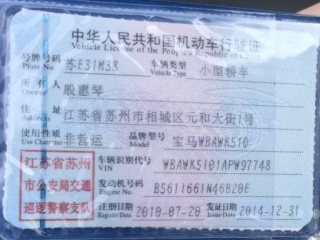 中华人民共和国机动车行驶证
Vehicle License of the People's Republic of China
号牌号码 苏E31M38 车辆类型 小型轿车
Plate No. Vehicle Type
所有人 殷惠琴
Owner
住址 江苏省苏州市相城区元和大街1号
Address
使用性质 非营运 品牌型号 宝马WBAWK510
Use Character Model
江苏省苏州
市公安局交通
巡逻警察支队
车辆识别代号 WBAWK5101APW97748
VIN
发动机号码
Engine No.
注册日期 发证日期 2014-12-31
Register Date Issue Date